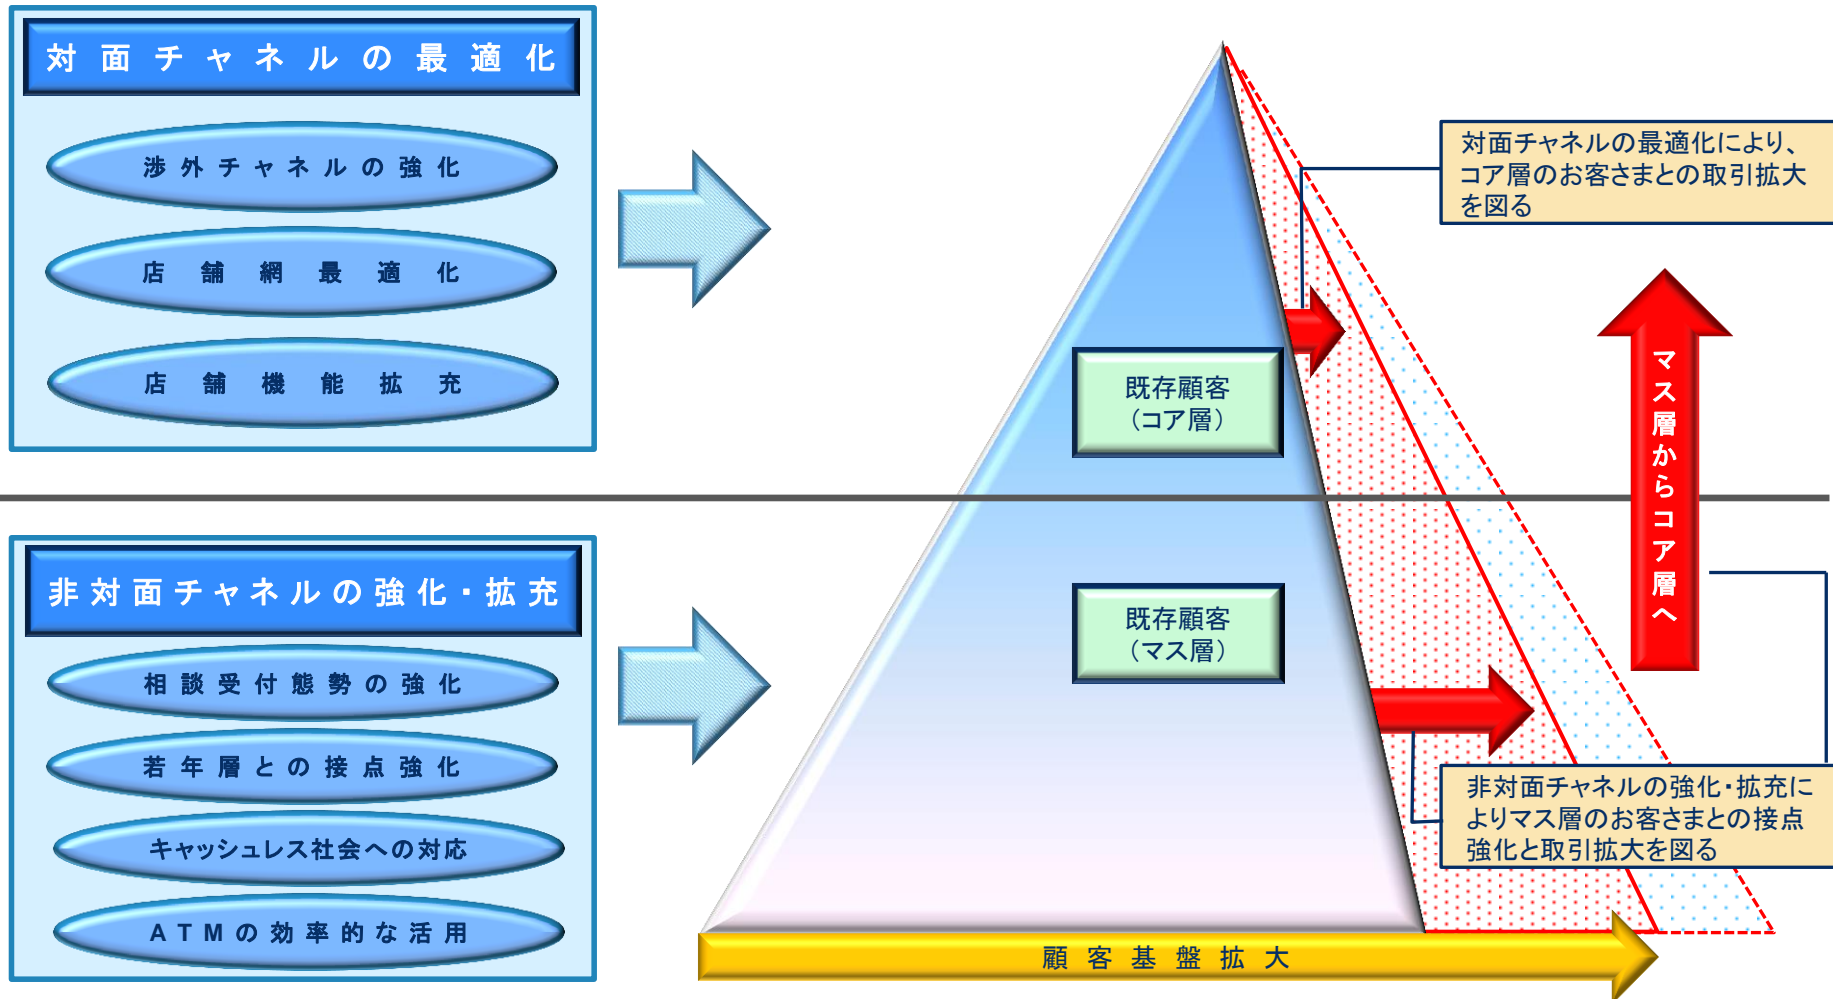 対面チャネルの最適化
渉外チャネルの強化
店舗網最適化
店舗機能拡充
対面チャネルの最適化により、
コア層のお客さまとの取引拡大
を図る
既存顧客
（コア層）
マス層からコア層へ
非対面チャネルの強化・拡充
相談受付態勢の強化
若年層との接点強化
キャッシュレス社会への対応
ATMの効率的な活用
既存顧客
（マス層）
非対面チャネルの強化・拡充に
よりマス層のお客さまとの接点
強化と取引拡大を図る
顧客基盤拡大